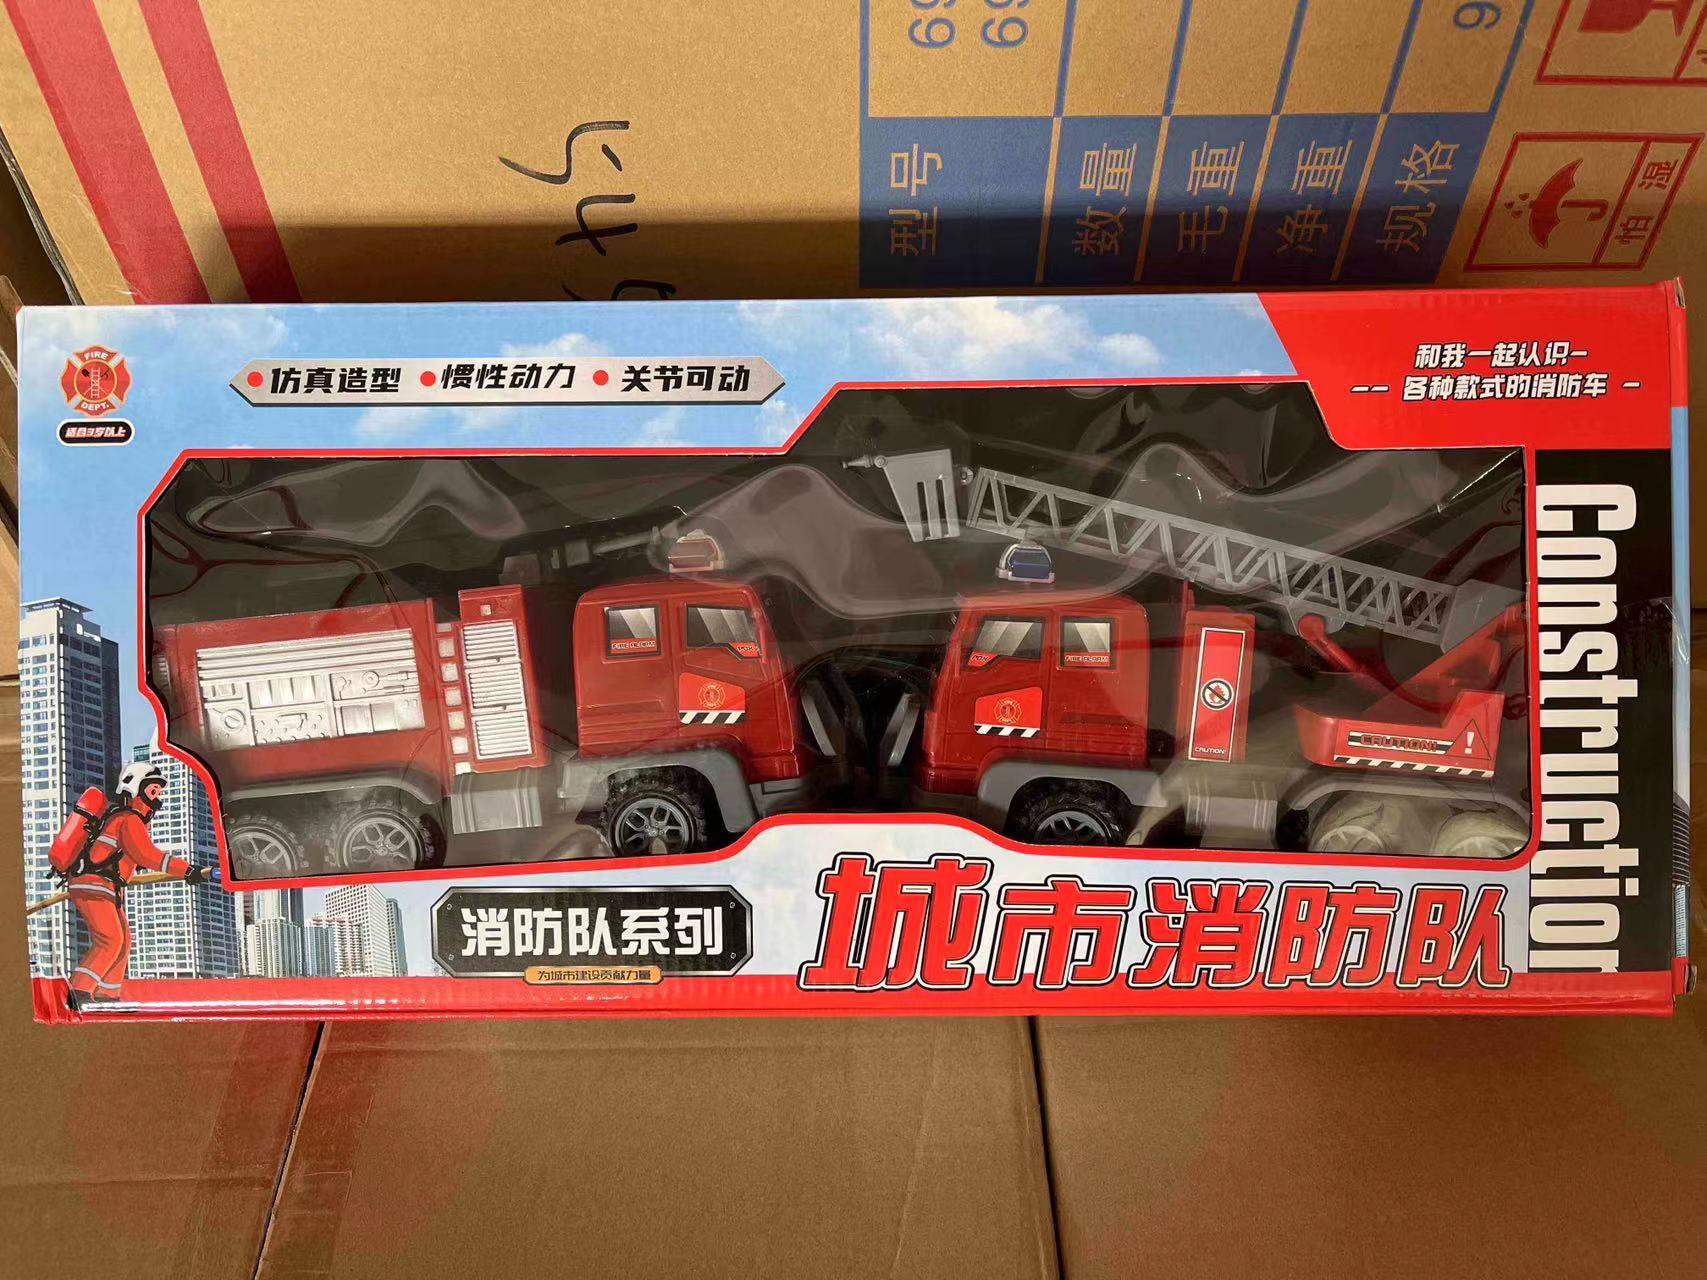 型号
数量
毛重
净重
规格
怕湿
FIRE
DEPT.
适合3岁以上
仿真造型 惯性动力 关节可动
和我一起认识-
-- 各种款式的消防车 -
FIRE ALARM
FIRE ALARM
CAUTION!
CAUTION!
Construction
消防队系列
为城市建设贡献力量
城市消防队